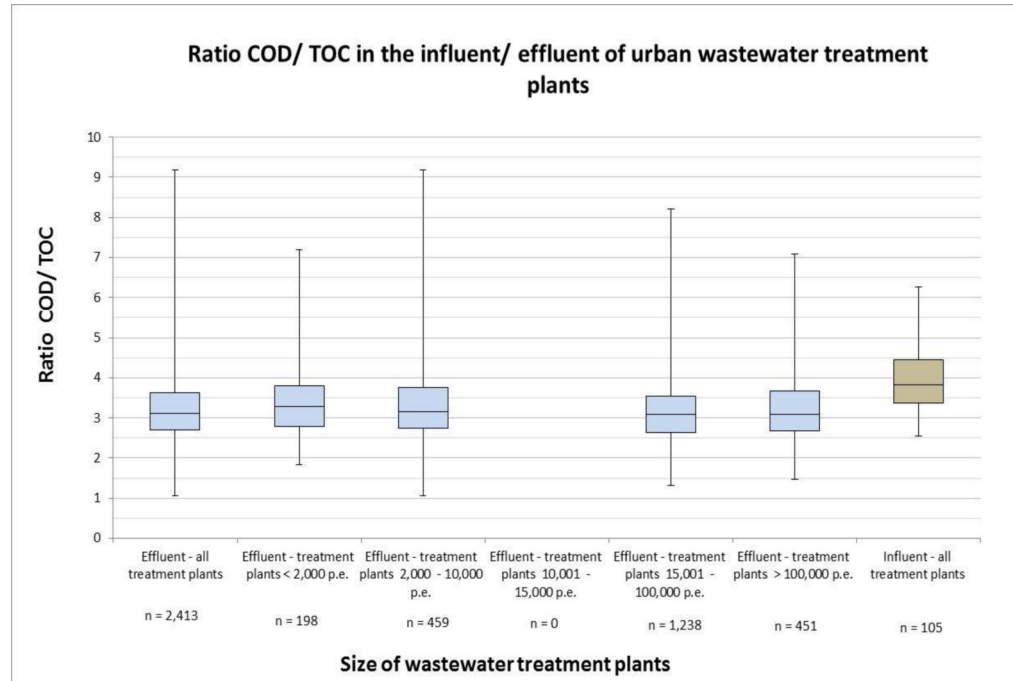 Ratio COD/ TOC in the influent/ effluent of urban wastewater treatment
plants
10
9
8
7
6
5
4
3
2
1
0
Ratio COD/ TOC
Effluent - all
treatment plants
n = 2,413
Effluent - treatment
plants < 2,000 p.e.
n = 198
Effluent - treatment
plants 2,000 - 10,000
p.e.
n = 459
Effluent - treatment
plants 10,001 -
15,000 p.e.
n = 0
Effluent - treatment
plants 15,001 -
100,000 p.e.
n = 1,238
Effluent - treatment
plants > 100,000 p.e.
n = 451
Influent - all
treatment plants
n = 105
Size of wastewater treatment plants